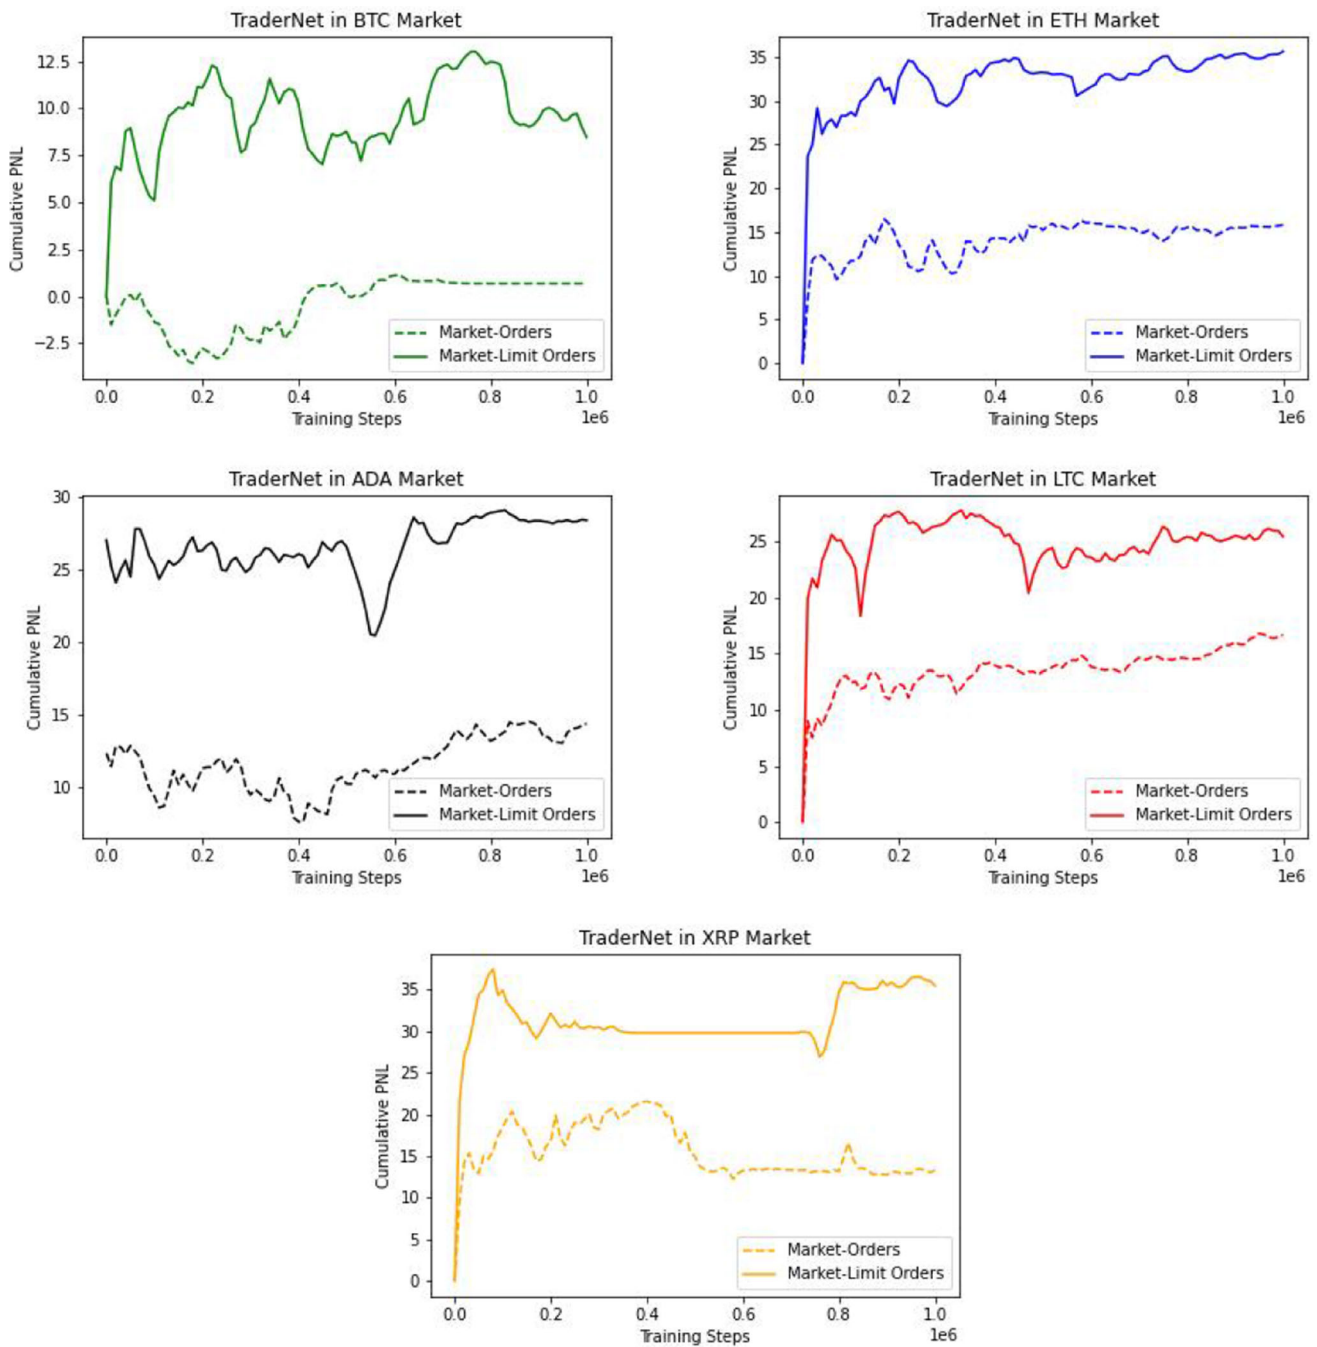 TraderNet in BTC Market
Cumulative PNL
12.5
10.0
7.5
5.0
2.5
0.0
−2.5
Market-Orders
Market-Limit Orders
0.0 0.2 0.4 0.6 0.8 1.0
Training Steps
1e6
TraderNet in ETH Market
Cumulative PNL
35
30
25
20
15
10
5
0
Market-Orders
Market-Limit Orders
0.0 0.2 0.4 0.6 0.8 1.0
Training Steps
1e6
TraderNet in ADA Market
Cumulative PNL
30
25
20
15
10
Market-Orders
Market-Limit Orders
0.0 0.2 0.4 0.6 0.8 1.0
Training Steps
1e6
TraderNet in LTC Market
Cumulative PNL
25
20
15
10
5
0
Market-Orders
Market-Limit Orders
0.0 0.2 0.4 0.6 0.8 1.0
Training Steps
1e6
TraderNet in XRP Market
Cumulative PNL
35
30
25
20
15
10
5
0
Market-Orders
Market-Limit Orders
0.0 0.2 0.4 0.6 0.8 1.0
Training Steps
1e6